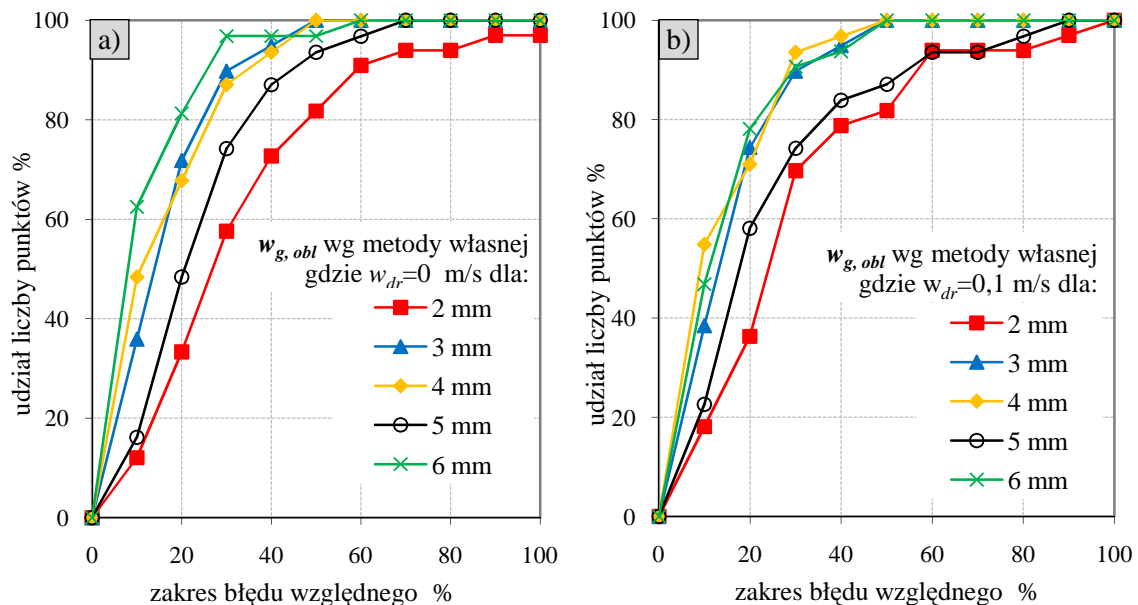 a)
udział liczby punktów %
100
80
60
40
20
0
0 20 40 60 80 100
zakres błędu względnego %
w_g, obl wg metody własnej
gdzie w_dr=0 m/s dla:
2 mm
3 mm
4 mm
5 mm
6 mm
b)
udział liczby punktów %
100
80
60
40
20
0
0 20 40 60 80 100
zakres błędu względnego %
w_g, obl wg metody własnej
gdzie w_dr=0,1 m/s dla:
2 mm
3 mm
4 mm
5 mm
6 mm